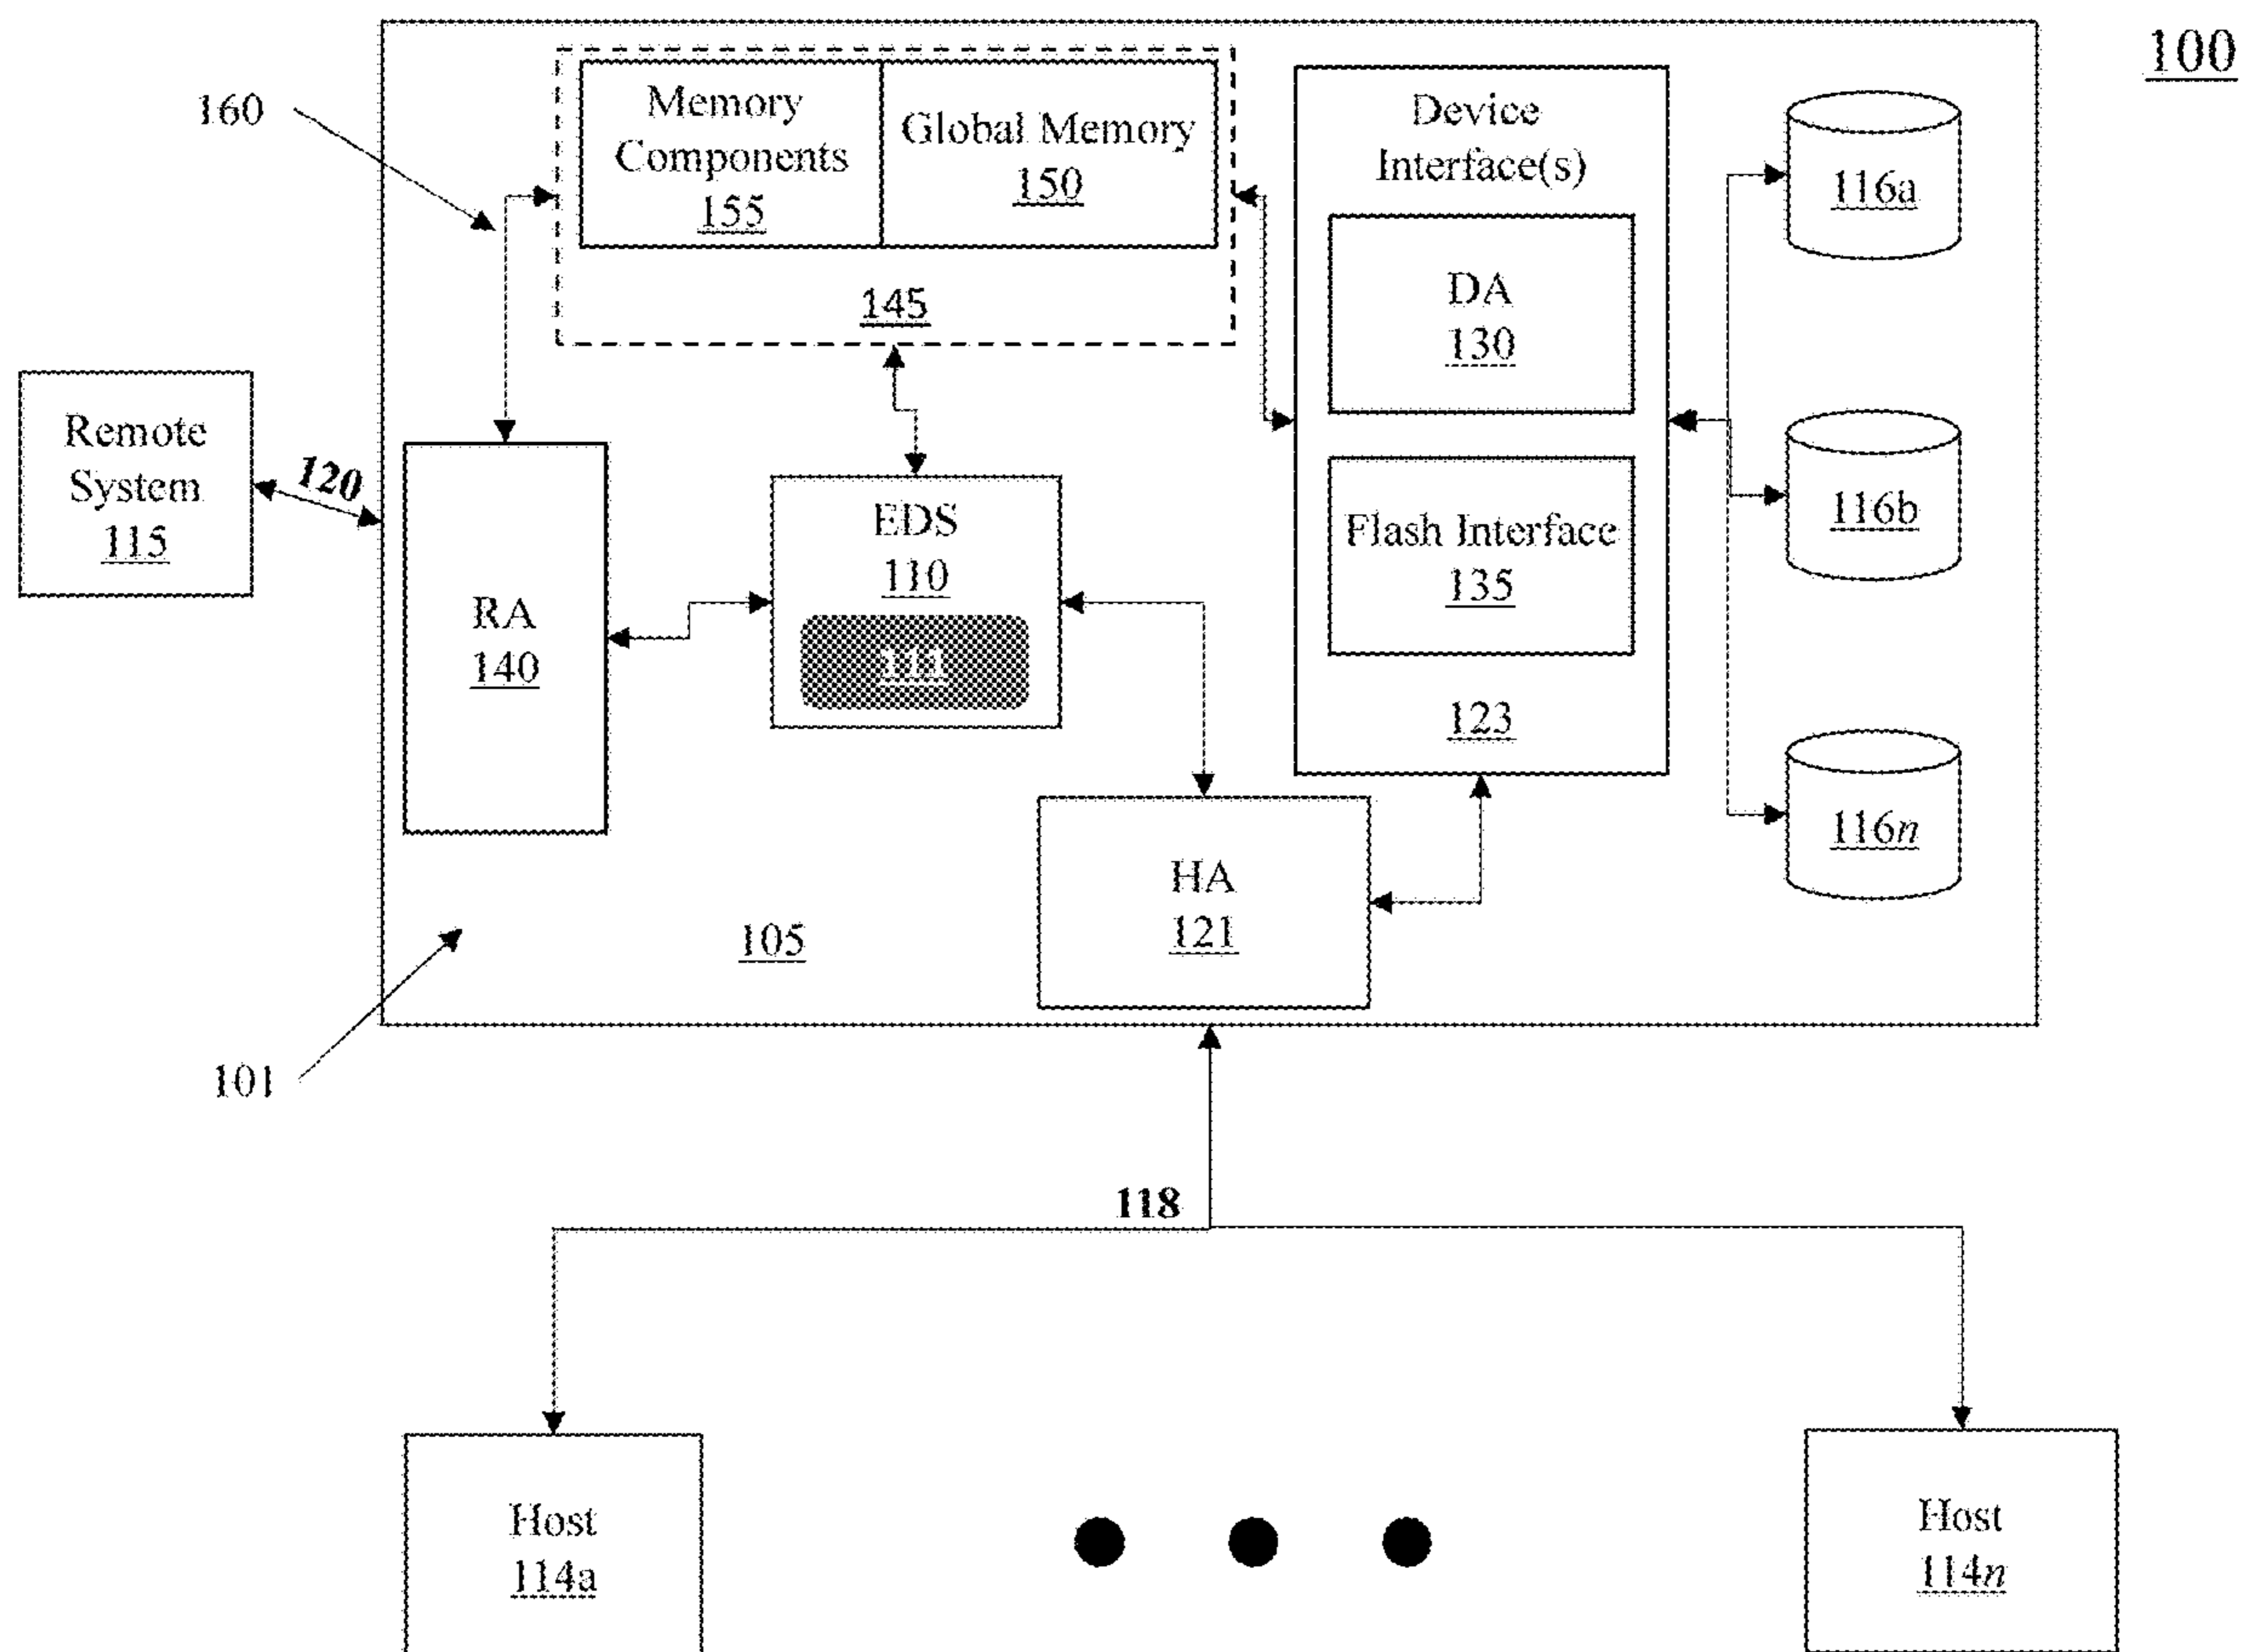 100
160
Memory
Components
155
Global Memory
150
145
Device
Interface(s)
DA
130
Flash Interface
135
123
116a
116b
116n
Remote
System
115
120
RA
140
EDS
110
111
HA
121
105
101
118
Host
114a
Host
114n